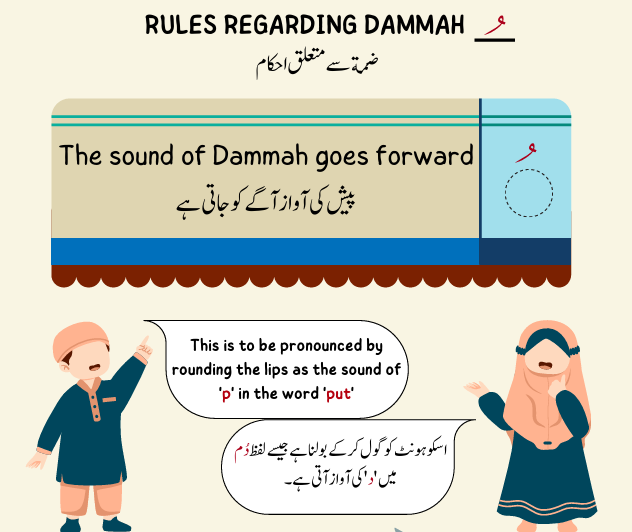 RULES REGARDING DAMMAH ـُ
ضمۃ سے متعلق احکام
The sound of Dammah goes forward
پیش کی آواز آگے کو جاتی ہے
ـُ
This is to be pronounced by
rounding the lips as the sound of
'p' in the word 'put'
اسکو ہونٹ کو گول کر کے بولنا ہے جیسے لفظ دُم
میں 'د' کی آواز آتی ہے۔